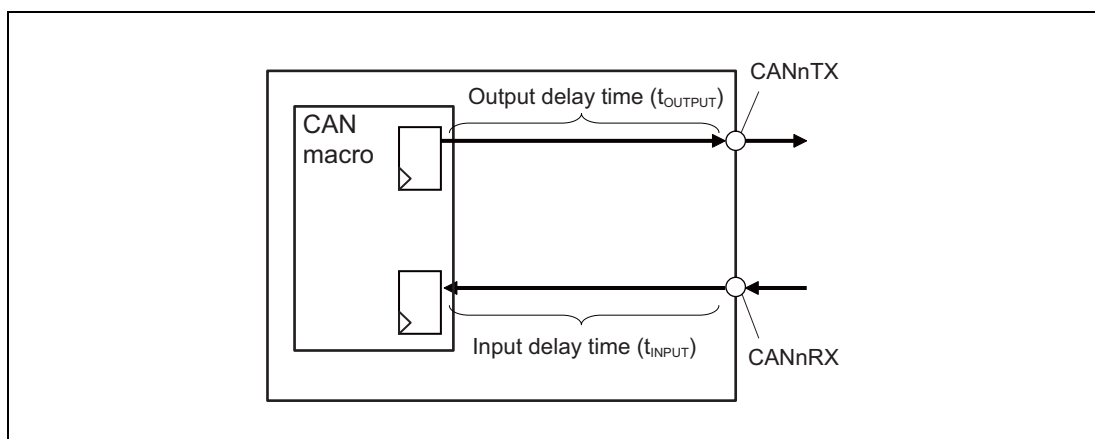 CANnTX
Output delay time (tOUTPUT)
CAN
macro
Input delay time (tINPUT)
CANnRX